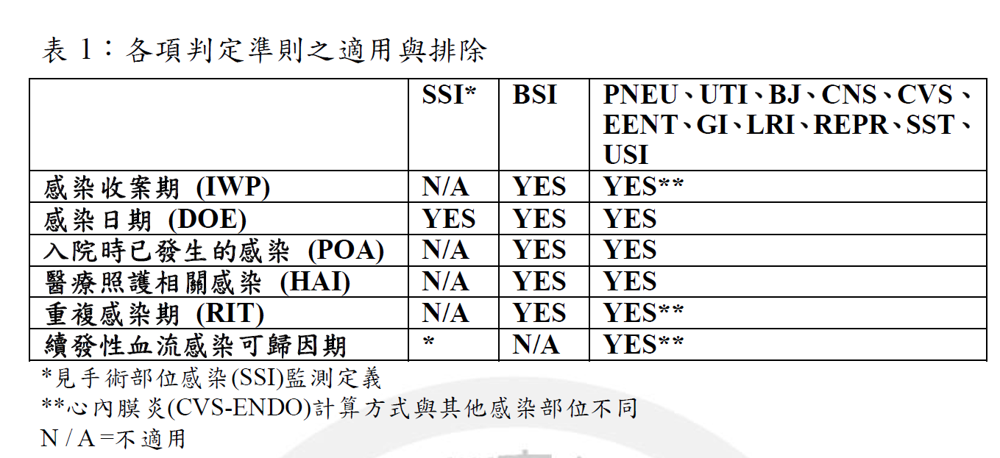 表 1：各項判定準則之適用與排除
SSI* BSI PNEU、UTI、BJ、CNS、CVS、
EENT、GI、LRI、REPR、SST、
USI
感染收案期 (IWP) N/A YES YES**
感染日期 (DOE) YES YES YES
入院時已發生的感染 (POA) N/A YES YES
醫療照護相關感染 (HAI) N/A YES YES
重複感染期 (RIT) N/A YES YES**
續發性血流感染可歸因期 * N/A YES**
*見手術部位感染(SSI)監測定義
**心內膜炎(CVS-ENDO)計算方式與其他感染部位不同
N / A =不適用